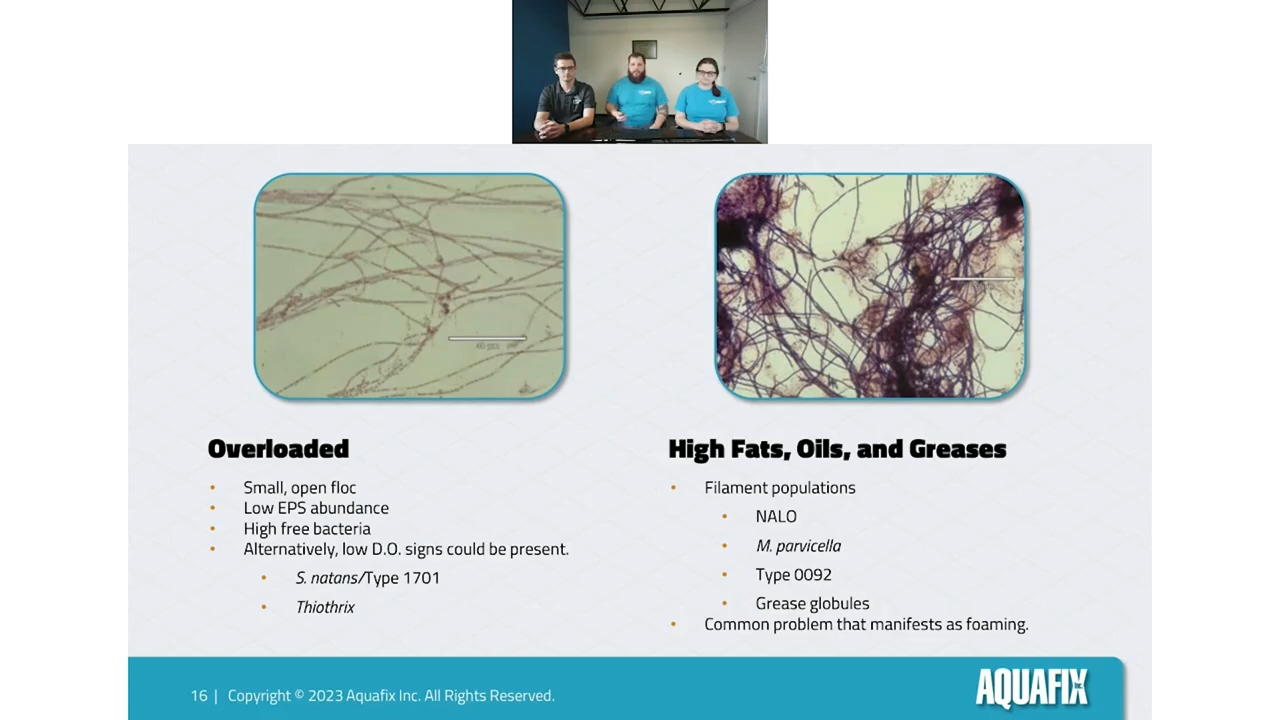 Overloaded
Small, open floc
Low EPS abundance
High free bacteria
Alternatively, low D.O. signs could be present.
S. natans/Type 1701
Thiothrix
High Fats, Oils, and Greases
Filament populations
NALO
M. parvicella
Type 0092
Grease globules
Common problem that manifests as foaming.
16 | Copyright © 2023 Aquafix Inc. All Rights Reserved.
AQUAFIX